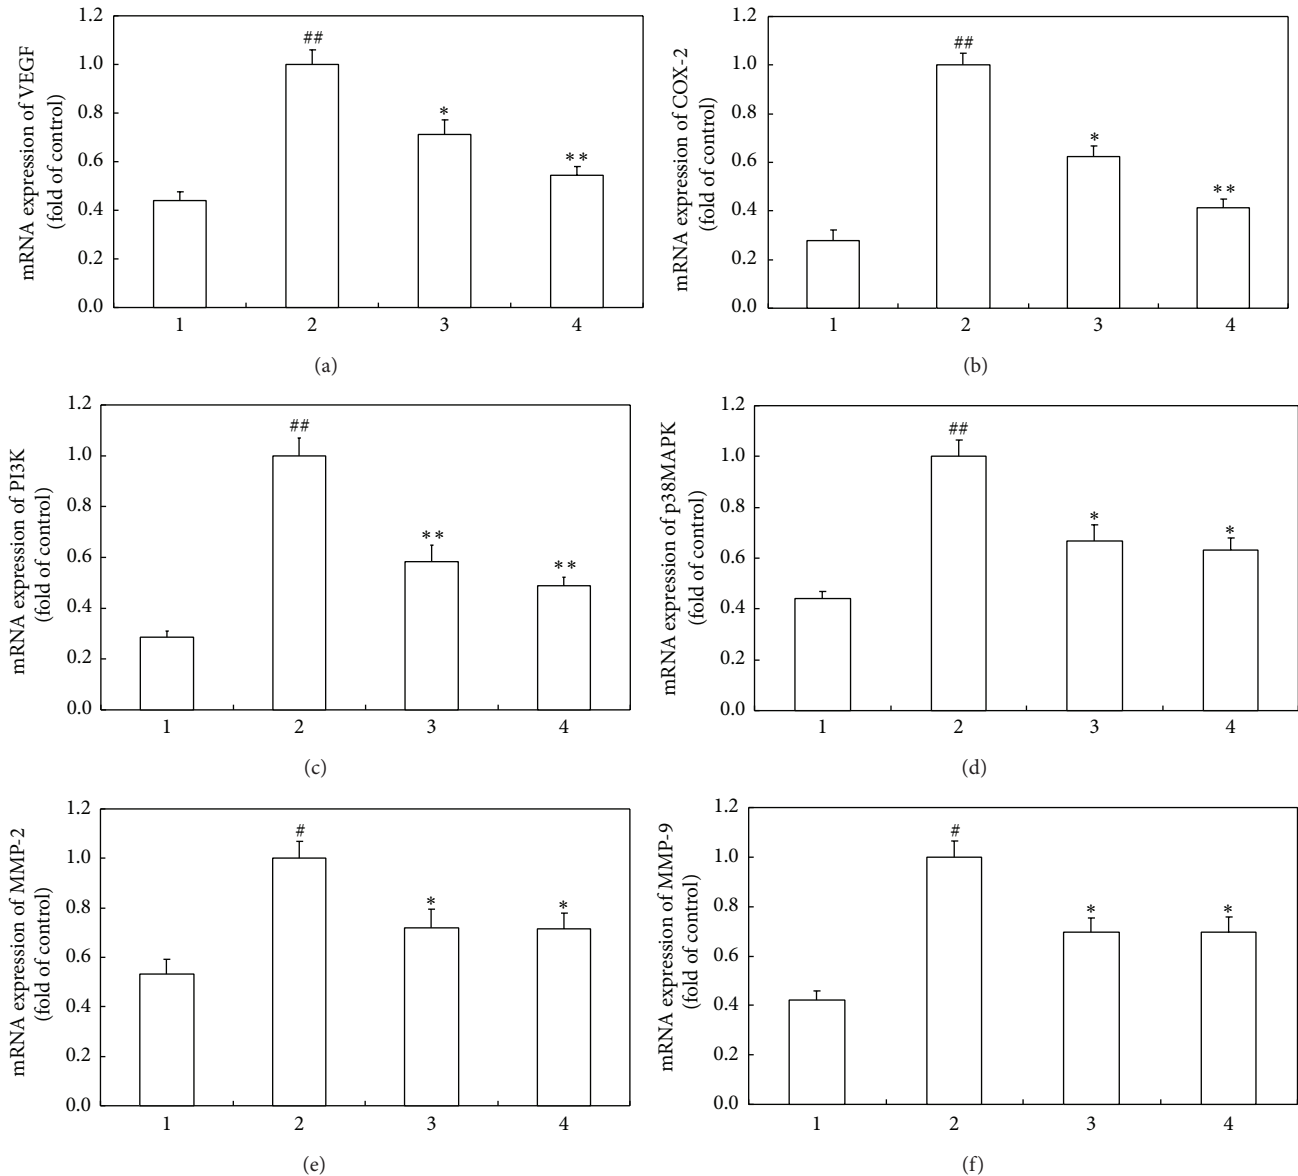 mRNA expression of VEGF
(fold of control)
1.2
1.0
0.8
0.6
0.4
0.2
0.0
##
*
**
1 2 3 4
(a)
mRNA expression of COX-2
(fold of control)
1.2
1.0
0.8
0.6
0.4
0.2
0.0
##
*
**
1 2 3 4
(b)
mRNA expression of PI3K
(fold of control)
1.2
1.0
0.8
0.6
0.4
0.2
0.0
##
**
**
1 2 3 4
(c)
mRNA expression of p38MAPK
(fold of control)
1.2
1.0
0.8
0.6
0.4
0.2
0.0
##
*
*
1 2 3 4
(d)
mRNA expression of MMP-2
(fold of control)
1.2
1.0
0.8
0.6
0.4
0.2
0.0
#
*
*
1 2 3 4
(e)
mRNA expression of MMP-9
(fold of control)
1.2
1.0
0.8
0.6
0.4
0.2
0.0
#
*
*
1 2 3 4
(f)